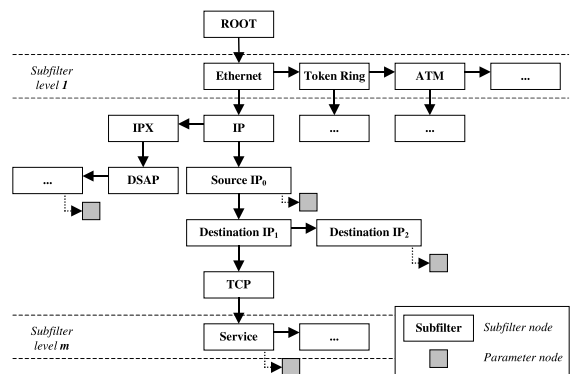 ROOT
Subfilter
level 1
Ethernet
Token Ring
ATM
...
IPX
IP
...
...
...
DSAP
Source IP₀
Destination IP₁
Destination IP₂
TCP
Subfilter
level m
Service
...
Subfilter
Subfilter node
Parameter node